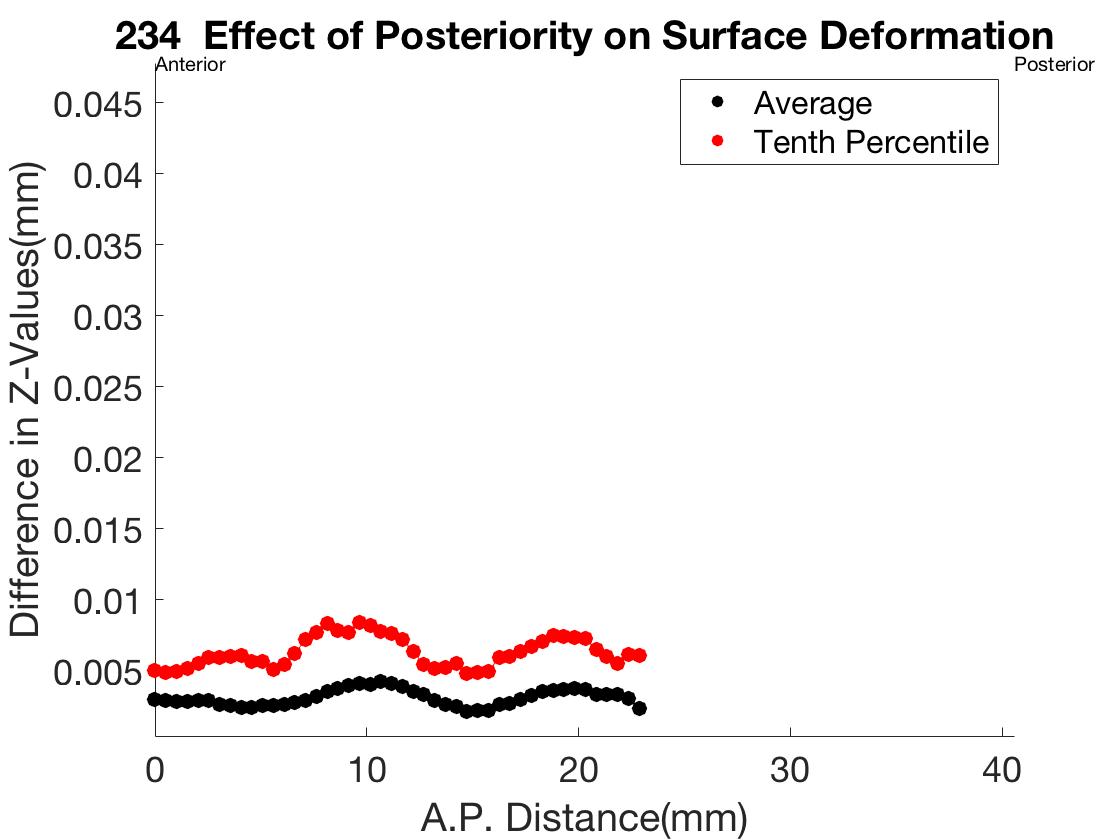 234  Effect of Posteriority on Surface Deformation
Anterior
Posterior
Average
Tenth Percentile
0.045
0.04
0.035
0.03
0.025
0.02
0.015
0.01
0.005
Difference in Z-Values(mm)
0
10
20
30
40
A.P. Distance(mm)